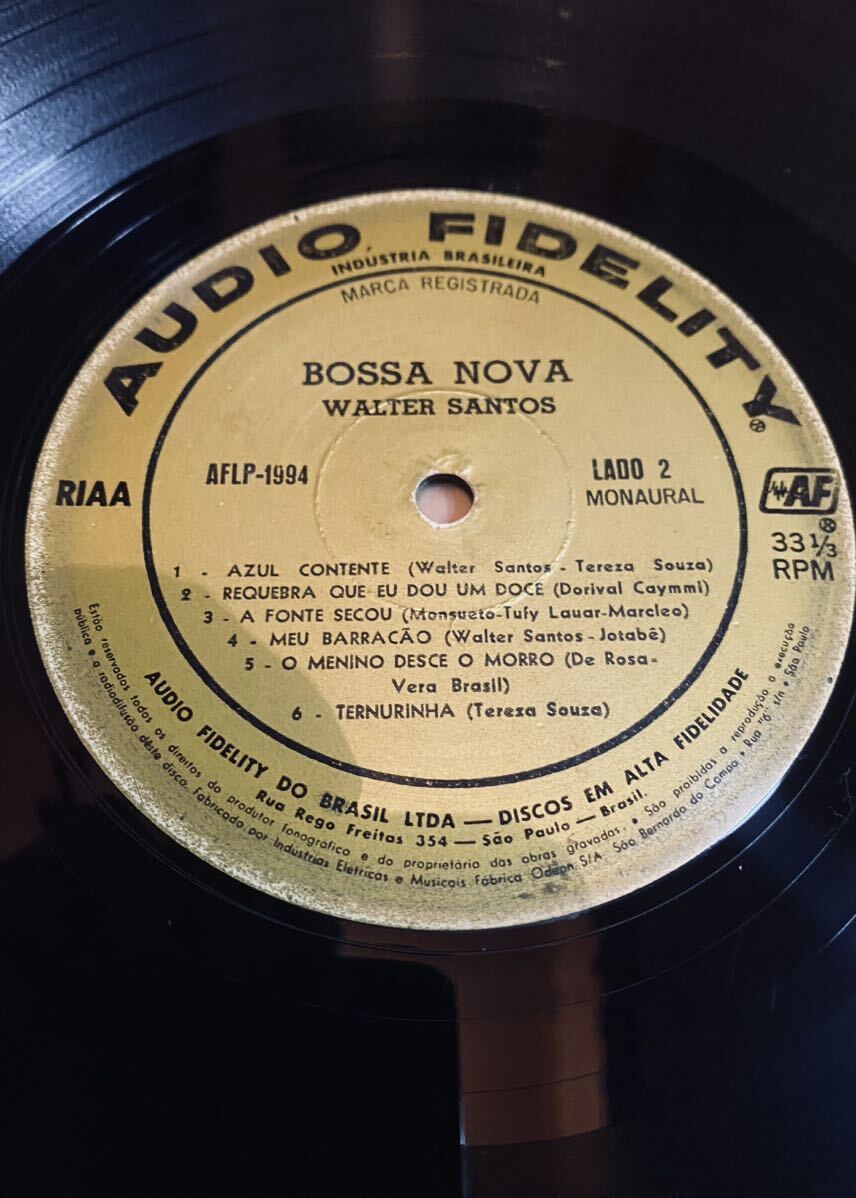 AUDIO FIDELITY
INDÚSTRIA BRASILEIRA
MARCA REGISTRADA
BOSSA NOVA
WALTER SANTOS
AFLP-1994
LADO 2
MONAURAL
RIAA
AF
33 1/3
RPM
1 - AZUL CONTENTE (Walter Santos - Tereza Souza)
2 - REQUEBRA QUE EU DOU UM DOCE (Dorival Caymmi)
3 - A FONTE SECOU (Monsueto-Tufy Lauar-Marcleo)
4 - MEU BARRACÃO (Walter Santos - Jotabê)
5 - O MENINO DESCE O MORRO (De Rosa-
Vera Brasil)
6 - TERNURINHA (Tereza Souza)
AUDIO FIDELITY DO BRASIL LTDA — DISCOS EM ALTA FIDELIDADE
Rua Rego Freitas 354 — São Paulo — Brasil.
Estão reservados todos os direitos do produtor fonográfico e do proprietário das obras gravadas. • São proibidas a reprodução a execução
pública e a radiodifusão dêste disco. Fabricado por Indústrias Elétricas e Musicais Fábrica Odeon S/A. São Bernardo do Campo • Rua "6" s/n • São Paulo